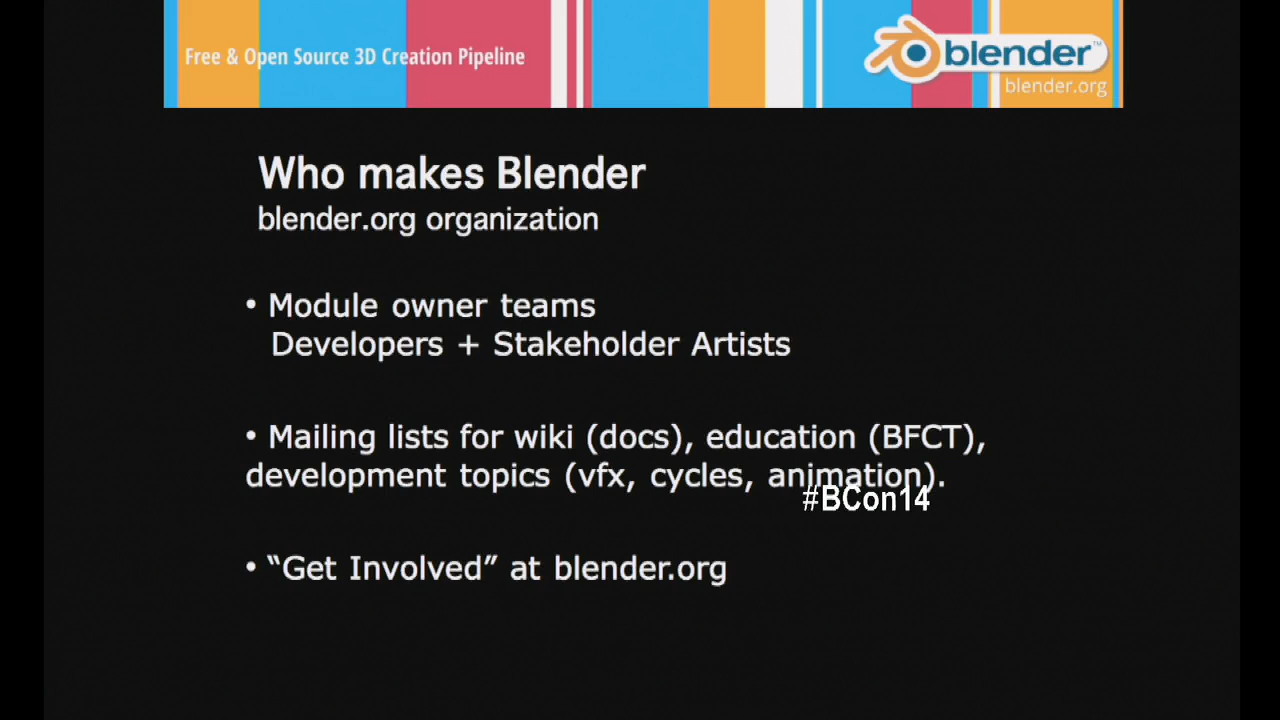 Free & Open Source 3D Creation Pipeline
blender™
blender.org
Who makes Blender
blender.org organization
• Module owner teams
Developers + Stakeholder Artists
• Mailing lists for wiki (docs), education (BFCT),
development topics (vfx, cycles, animation).
#BCon14
• “Get Involved” at blender.org